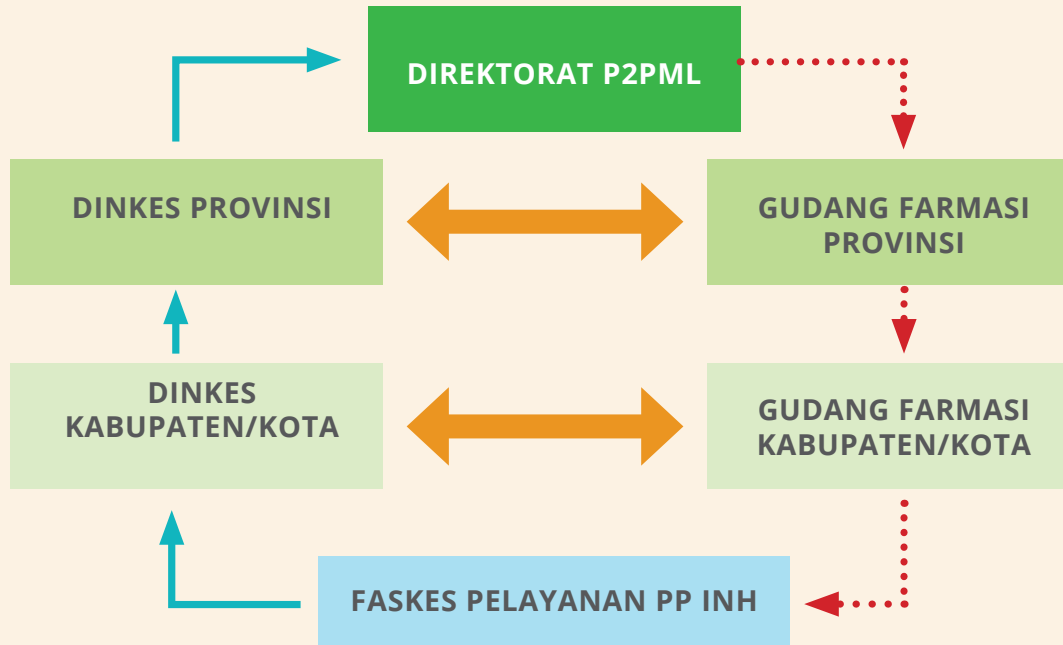 DIREKTORAT P2PML
DINKES PROVINSI
GUDANG FARMASI
PROVINSI
DINKES
KABUPATEN/KOTA
GUDANG FARMASI
KABUPATEN/KOTA
FASKES PELAYANAN PP INH